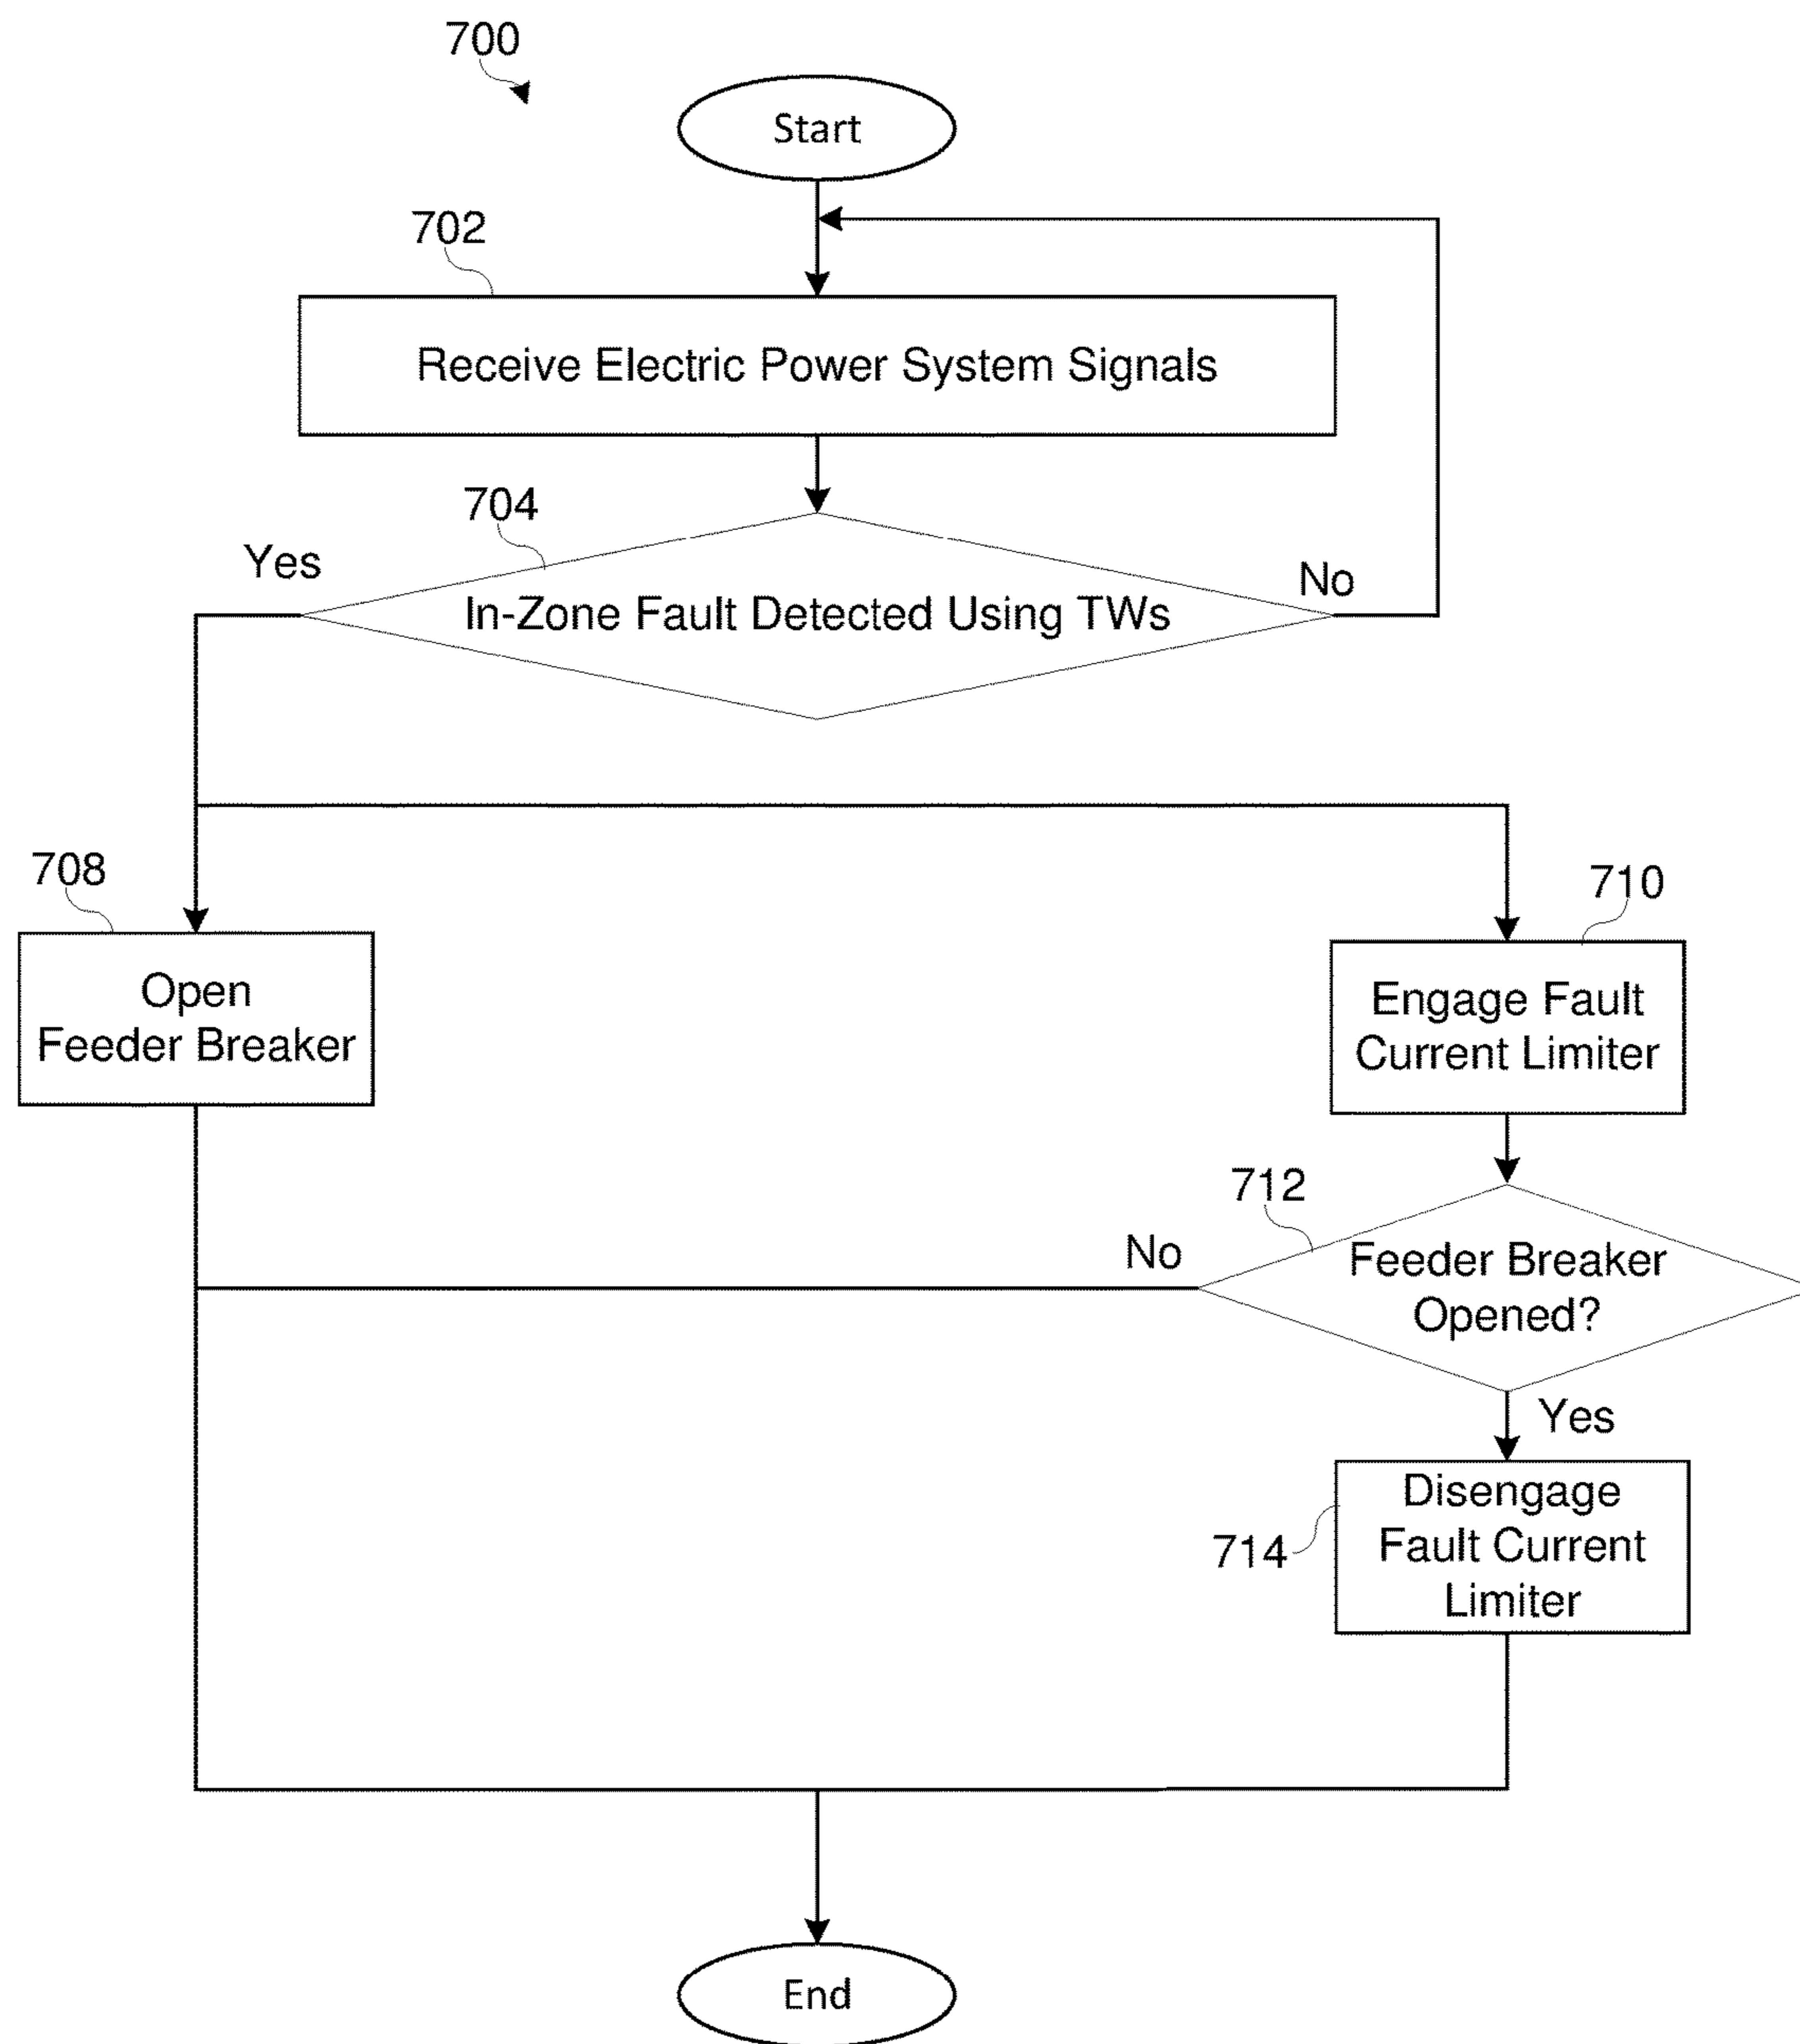 700
Start
702
Receive Electric Power System Signals
704
Yes
No
In-Zone Fault Detected Using TWs
708
710
Open
Feeder Breaker
Engage Fault
Current Limiter
712
No
Feeder Breaker
Opened?
Yes
714
Disengage
Fault Current
Limiter
End